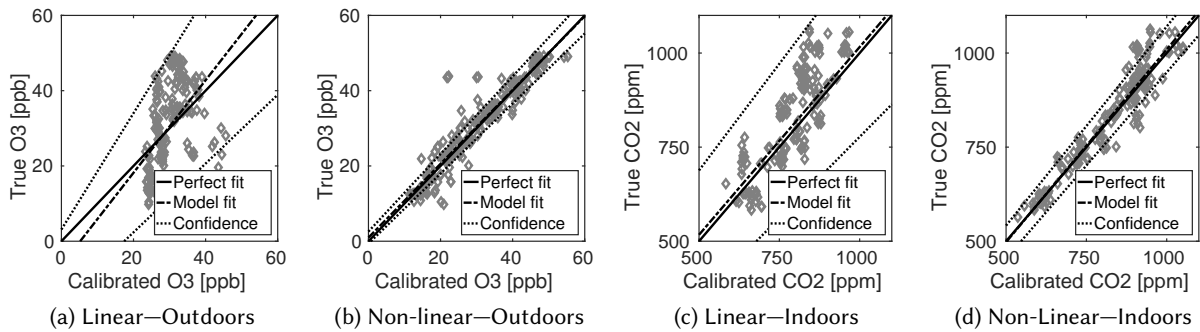 60
40
20
0
True O3 [ppb]
0 20 40 60
Calibrated O3 [ppb]
Perfect fit
Model fit
Confidence
(a) Linear—Outdoors
60
40
20
0
True O3 [ppb]
0 20 40 60
Calibrated O3 [ppb]
Perfect fit
Model fit
Confidence
(b) Non-linear—Outdoors
1000
750
500
True CO2 [ppm]
500 750 1000
Calibrated CO2 [ppm]
Perfect fit
Model fit
Confidence
(c) Linear—Indoors
1000
750
500
True CO2 [ppm]
500 750 1000
Calibrated CO2 [ppm]
Perfect fit
Model fit
Confidence
(d) Non-Linear—Indoors